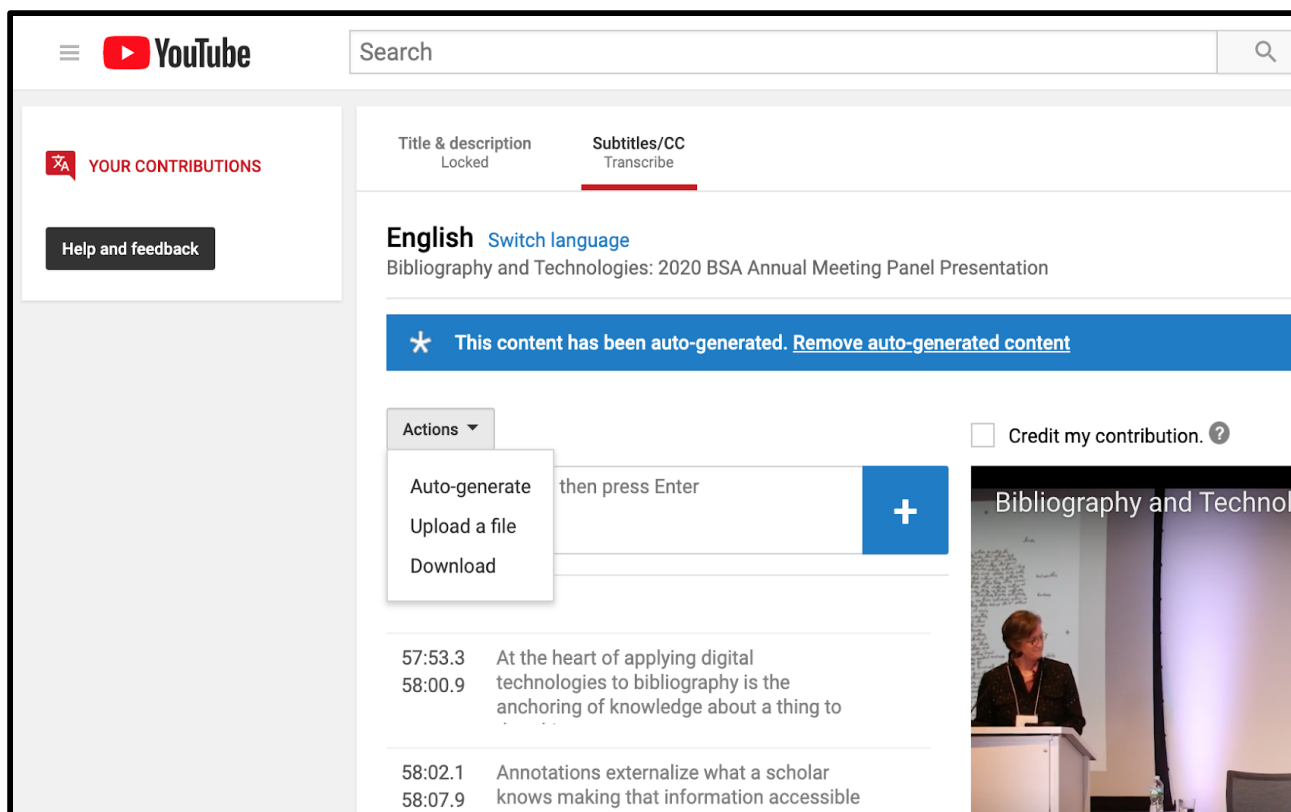 YouTube
Search
YOUR CONTRIBUTIONS
Help and feedback
Title & description
Locked
Subtitles/CC
Transcribe
English Switch language
Bibliography and Technologies: 2020 BSA Annual Meeting Panel Presentation
This content has been auto-generated. Remove auto-generated content
Actions
Auto-generate
Upload a file
Download
then press Enter
Credit my contribution.
Bibliography and Technol
57:53.3
58:00.9
At the heart of applying digital
technologies to bibliography is the
anchoring of knowledge about a thing to
58:02.1
58:07.9
Annotations externalize what a scholar
knows making that information accessible